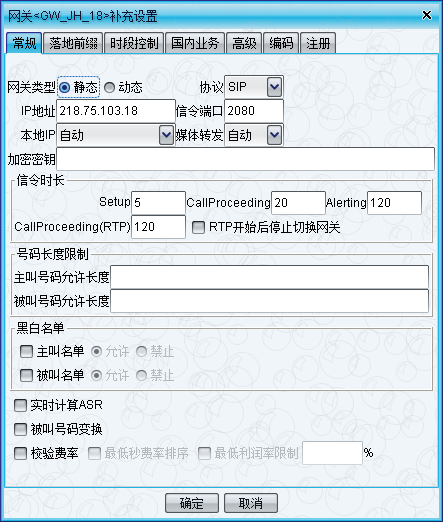 网关<GW_JH_18>补充设置
常规 落地前缀 时段控制 国内业务 高级 编码 注册
网关类型 静态 动态 协议 SIP
IP地址 218.75.103.18 信令端口 2080
本地IP 自动 媒体转发 自动
加密密钥
信令时长
Setup 5 CallProceeding 20 Alerting 120
CallProceeding(RTP) 120 RTP开始后停止切换网关
号码长度限制
主叫号码允许长度
被叫号码允许长度
黑白名单
主叫名单 允许 禁止
被叫名单 允许 禁止
实时计算ASR
被叫号码变换
校验费率 最低秒费率排序 最低利润率限制 %
确定 取消